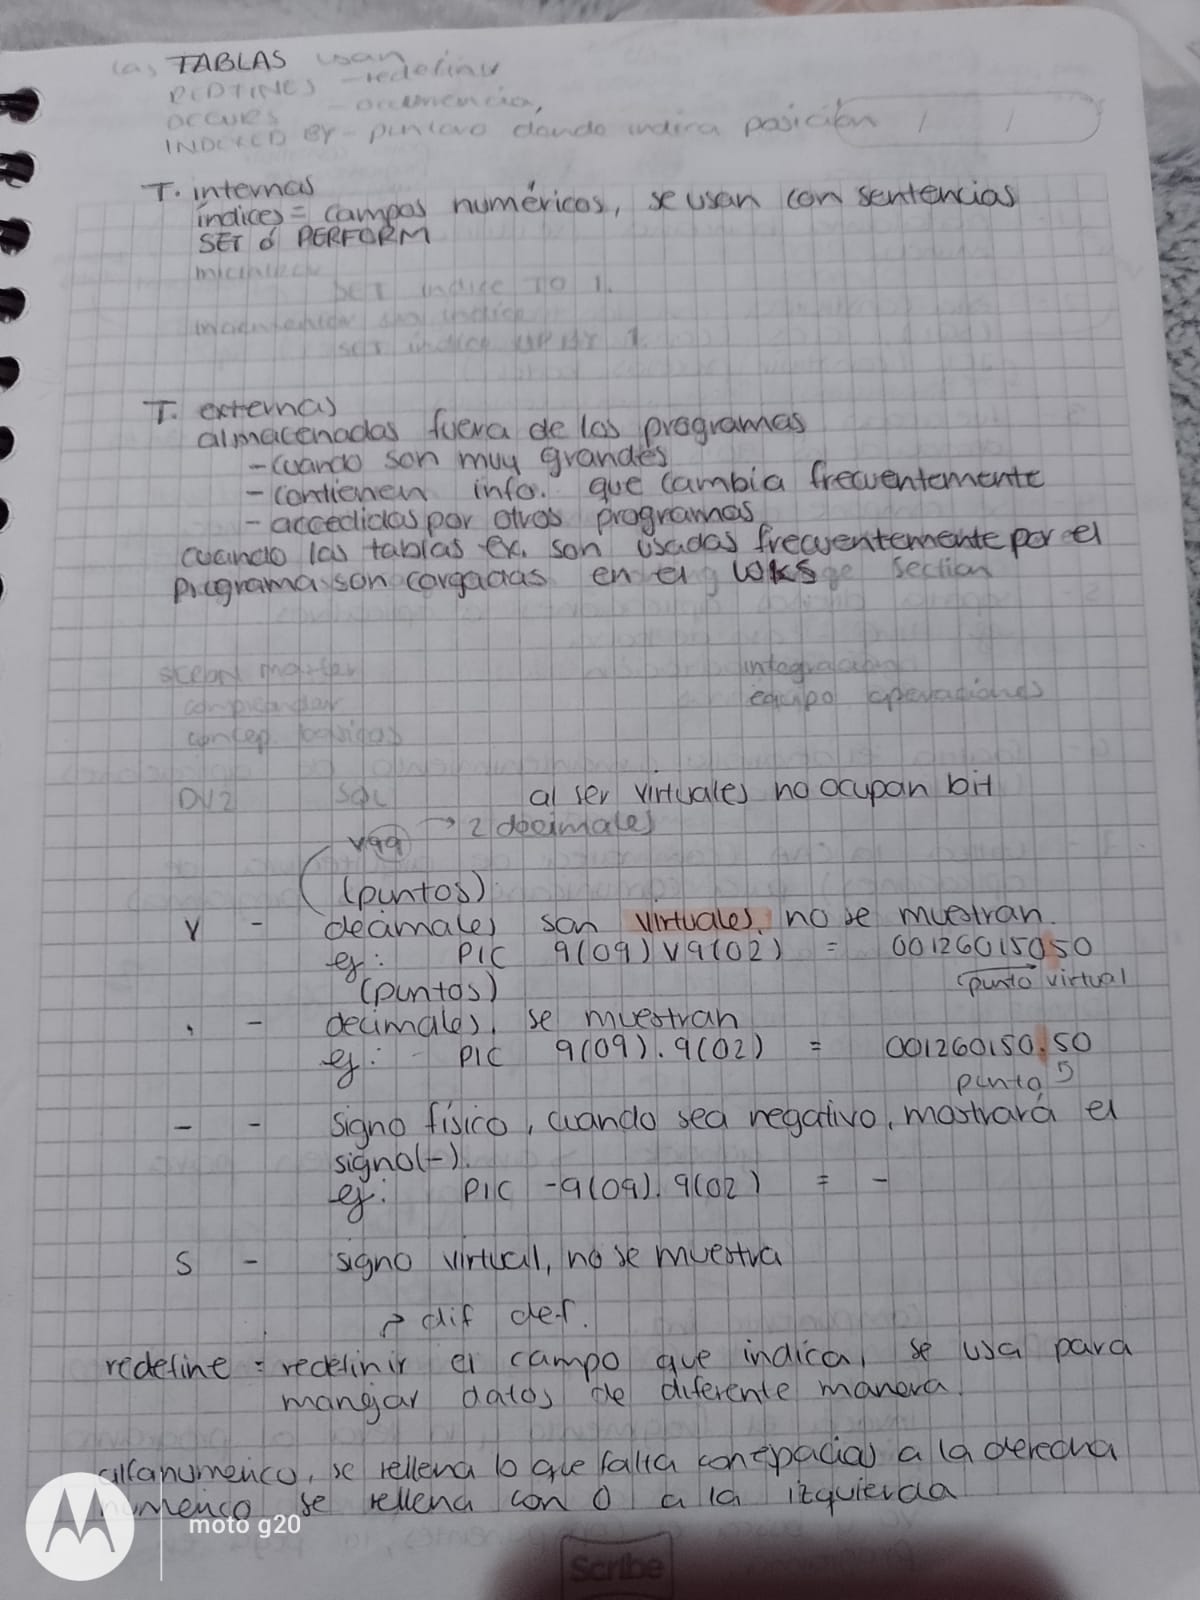 las TABLAS usan
REDFINES - redefinir
OCCURS - ocurrencia,
INDEXED BY - puntero donde indica posición / /
T. internas
índices = campos numéricos, se usan con sentencias
SET ó PERFORM
SET indice TO 1.
incrementar un indice
SET indice UP BY 1.
T. externas
almacenadas fuera de los programas
- cuando son muy grandes
- contienen info. que cambia frecuentemente
- accedidas por otros programas
cuando las tablas ex. son usadas frecuentemente por el
programa son cargadas en el WKS ge section
integración
equipo operaciones
concep. basicos
SQL al ser virtuales no ocupan bit
v99 → 2 decimales
(puntos)
V - decimales son virtuales, no se muestran.
ej: PIC 9(09)V9(02) = 00126015050
punto virtual
(puntos)
. - decimales, se muestran
ej: PIC 9(09).9(02) = 001260150.50
punto
- - signo físico, cuando sea negativo, mostrará el
signo(-).
ej: PIC -9(09).9(02) = -
S - signo virtual, no se muestra
dif def.
redefine = redefinir el campo que indica, se usa para
manejar datos de diferente manera.
alfanumerico, se rellena lo que falta con espacios a la derecha
numerico se rellena con 0 a la izquierda
moto g20
Scribe